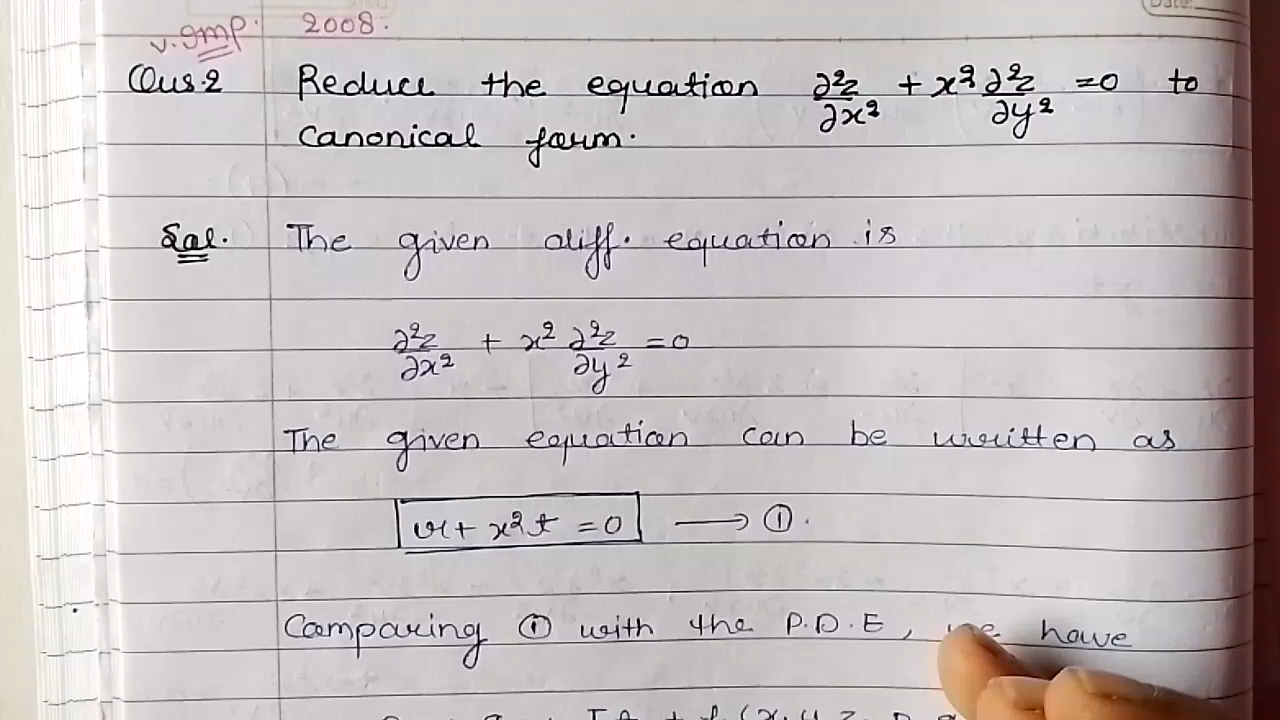 Date:
v. Imp. 2008.
Ques.2 Reduce the equation ∂²z/∂x² + x² ∂²z/∂y² = 0 to
canonical form.
Sol. The given diff. equation is
∂²z/∂x² + x² ∂²z/∂y² = 0
The given equation can be written as
r + x²t = 0 → ①.
Comparing ① with the P.D.E, we have